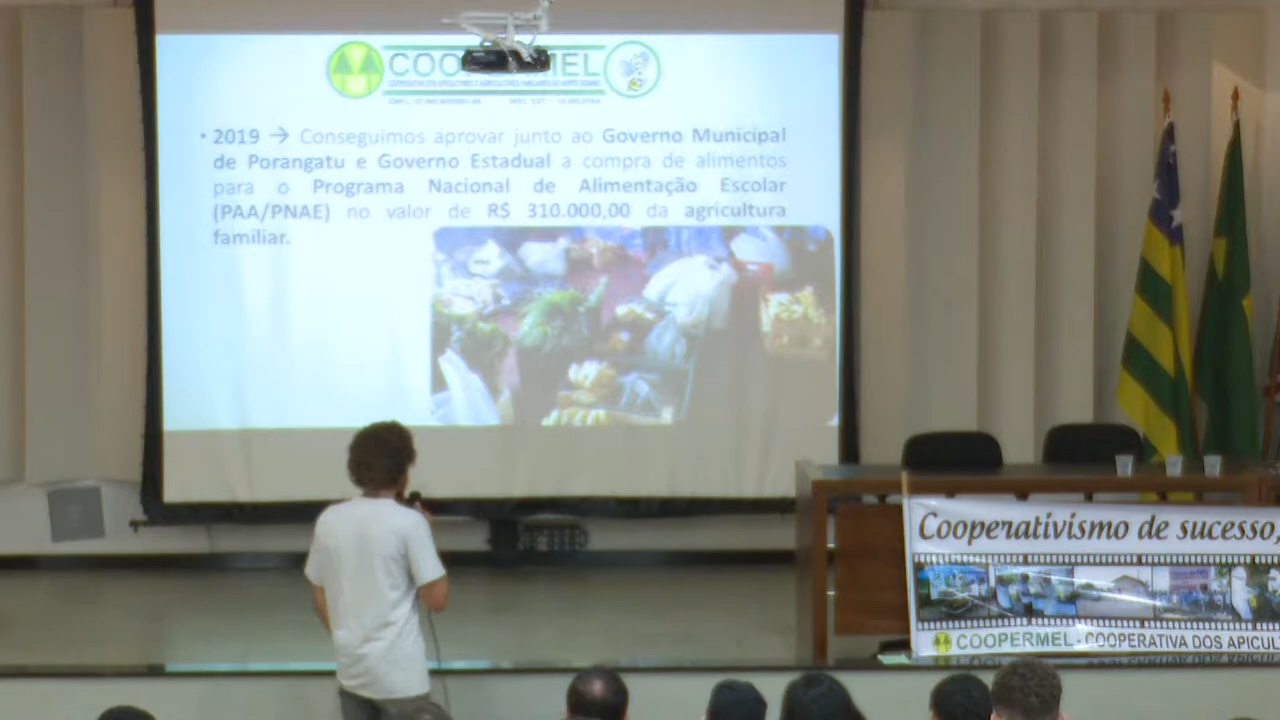 COOPERMEL
• 2019 → Conseguimos aprovar junto ao Governo Municipal
de Porangatu e Governo Estadual a compra de alimentos
para o Programa Nacional de Alimentação Escolar
(PAA/PNAE) no valor de R$ 310.000,00 da agricultura
familiar.
Cooperativismo de sucesso,
COOPERMEL - COOPERATIVA DOS APICULT